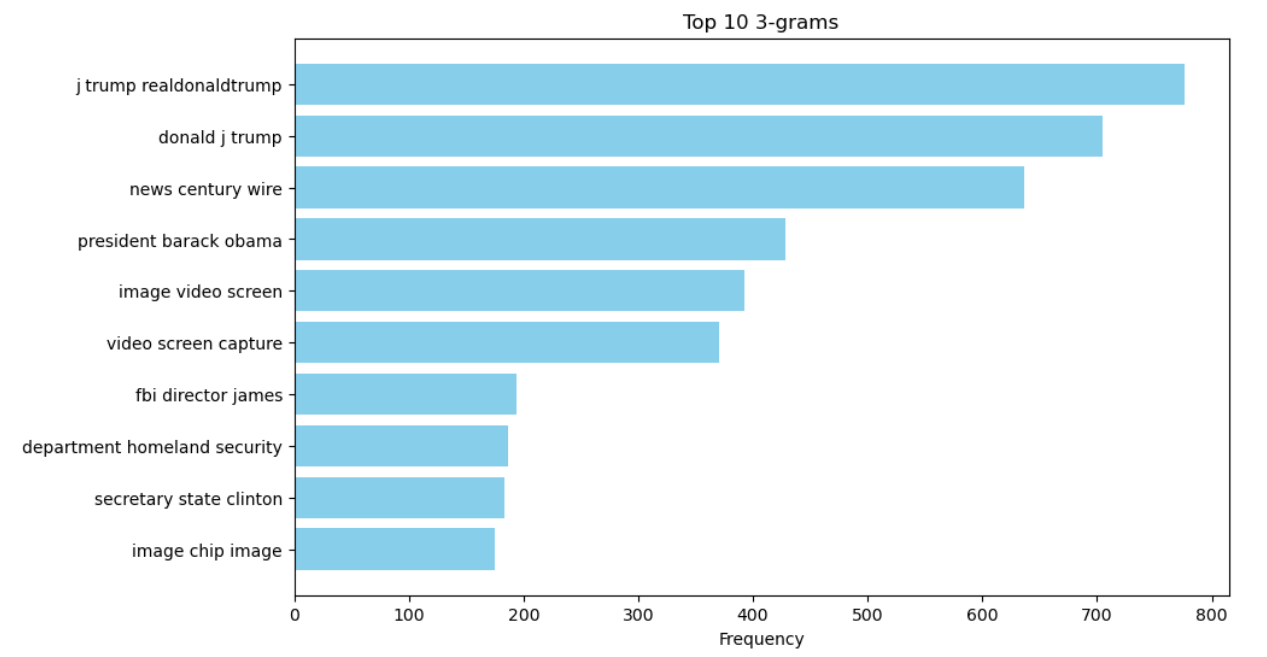 Top 10 3-grams
j trump realdonaldtrump
donald j trump
news century wire
president barack obama
image video screen
video screen capture
fbi director james
department homeland security
secretary state clinton
image chip image
0 100 200 300 400 500 600 700 800
Frequency